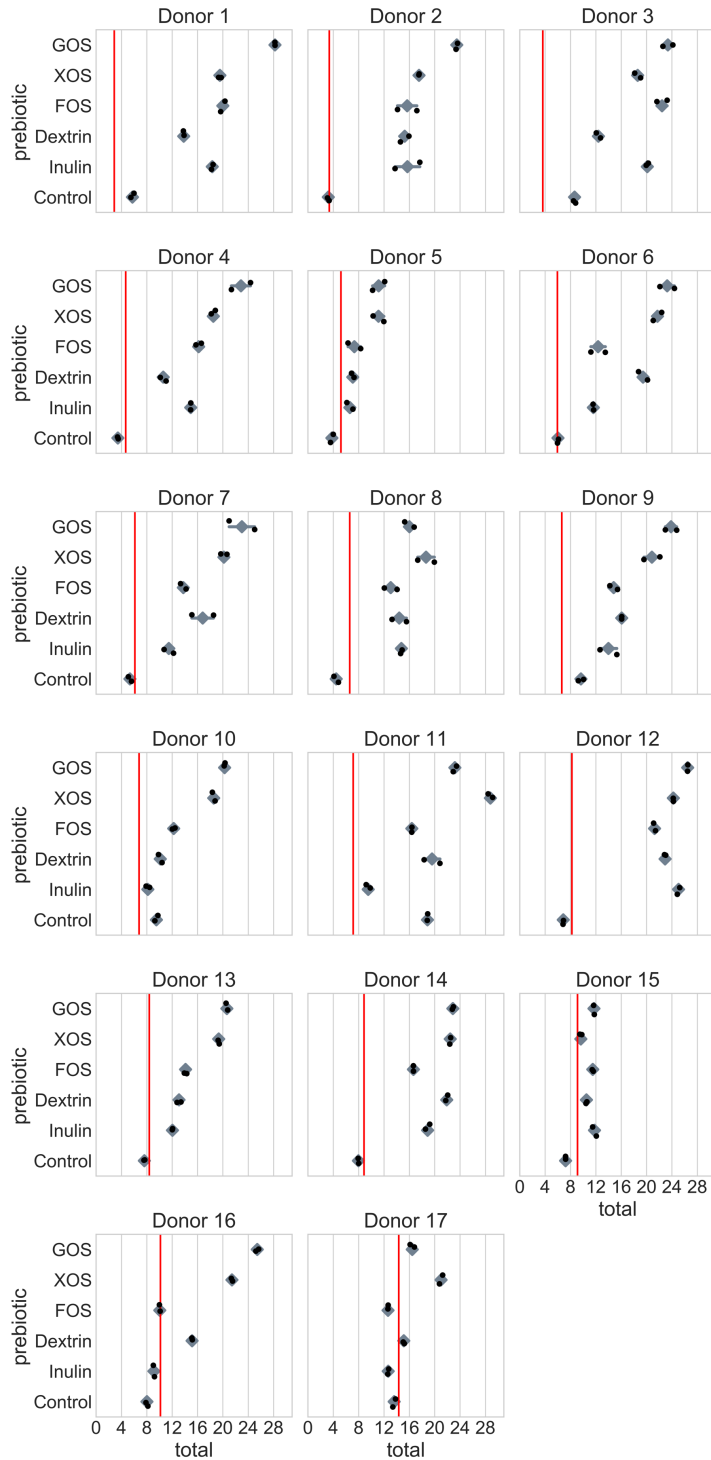 Donor 1 Donor 2 Donor 3
GOS
XOS
FOS
Dextrin
Inulin
Control
prebiotic
Donor 4 Donor 5 Donor 6
GOS
XOS
FOS
Dextrin
Inulin
Control
prebiotic
Donor 7 Donor 8 Donor 9
GOS
XOS
FOS
Dextrin
Inulin
Control
prebiotic
Donor 10 Donor 11 Donor 12
GOS
XOS
FOS
Dextrin
Inulin
Control
prebiotic
Donor 13 Donor 14 Donor 15
GOS
XOS
FOS
Dextrin
Inulin
Control
prebiotic
0 4 8 12 16 20 24 28
total
Donor 16 Donor 17
GOS
XOS
FOS
Dextrin
Inulin
Control
prebiotic
0 4 8 12 16 20 24 28 0 4 8 12 16 20 24 28
total total